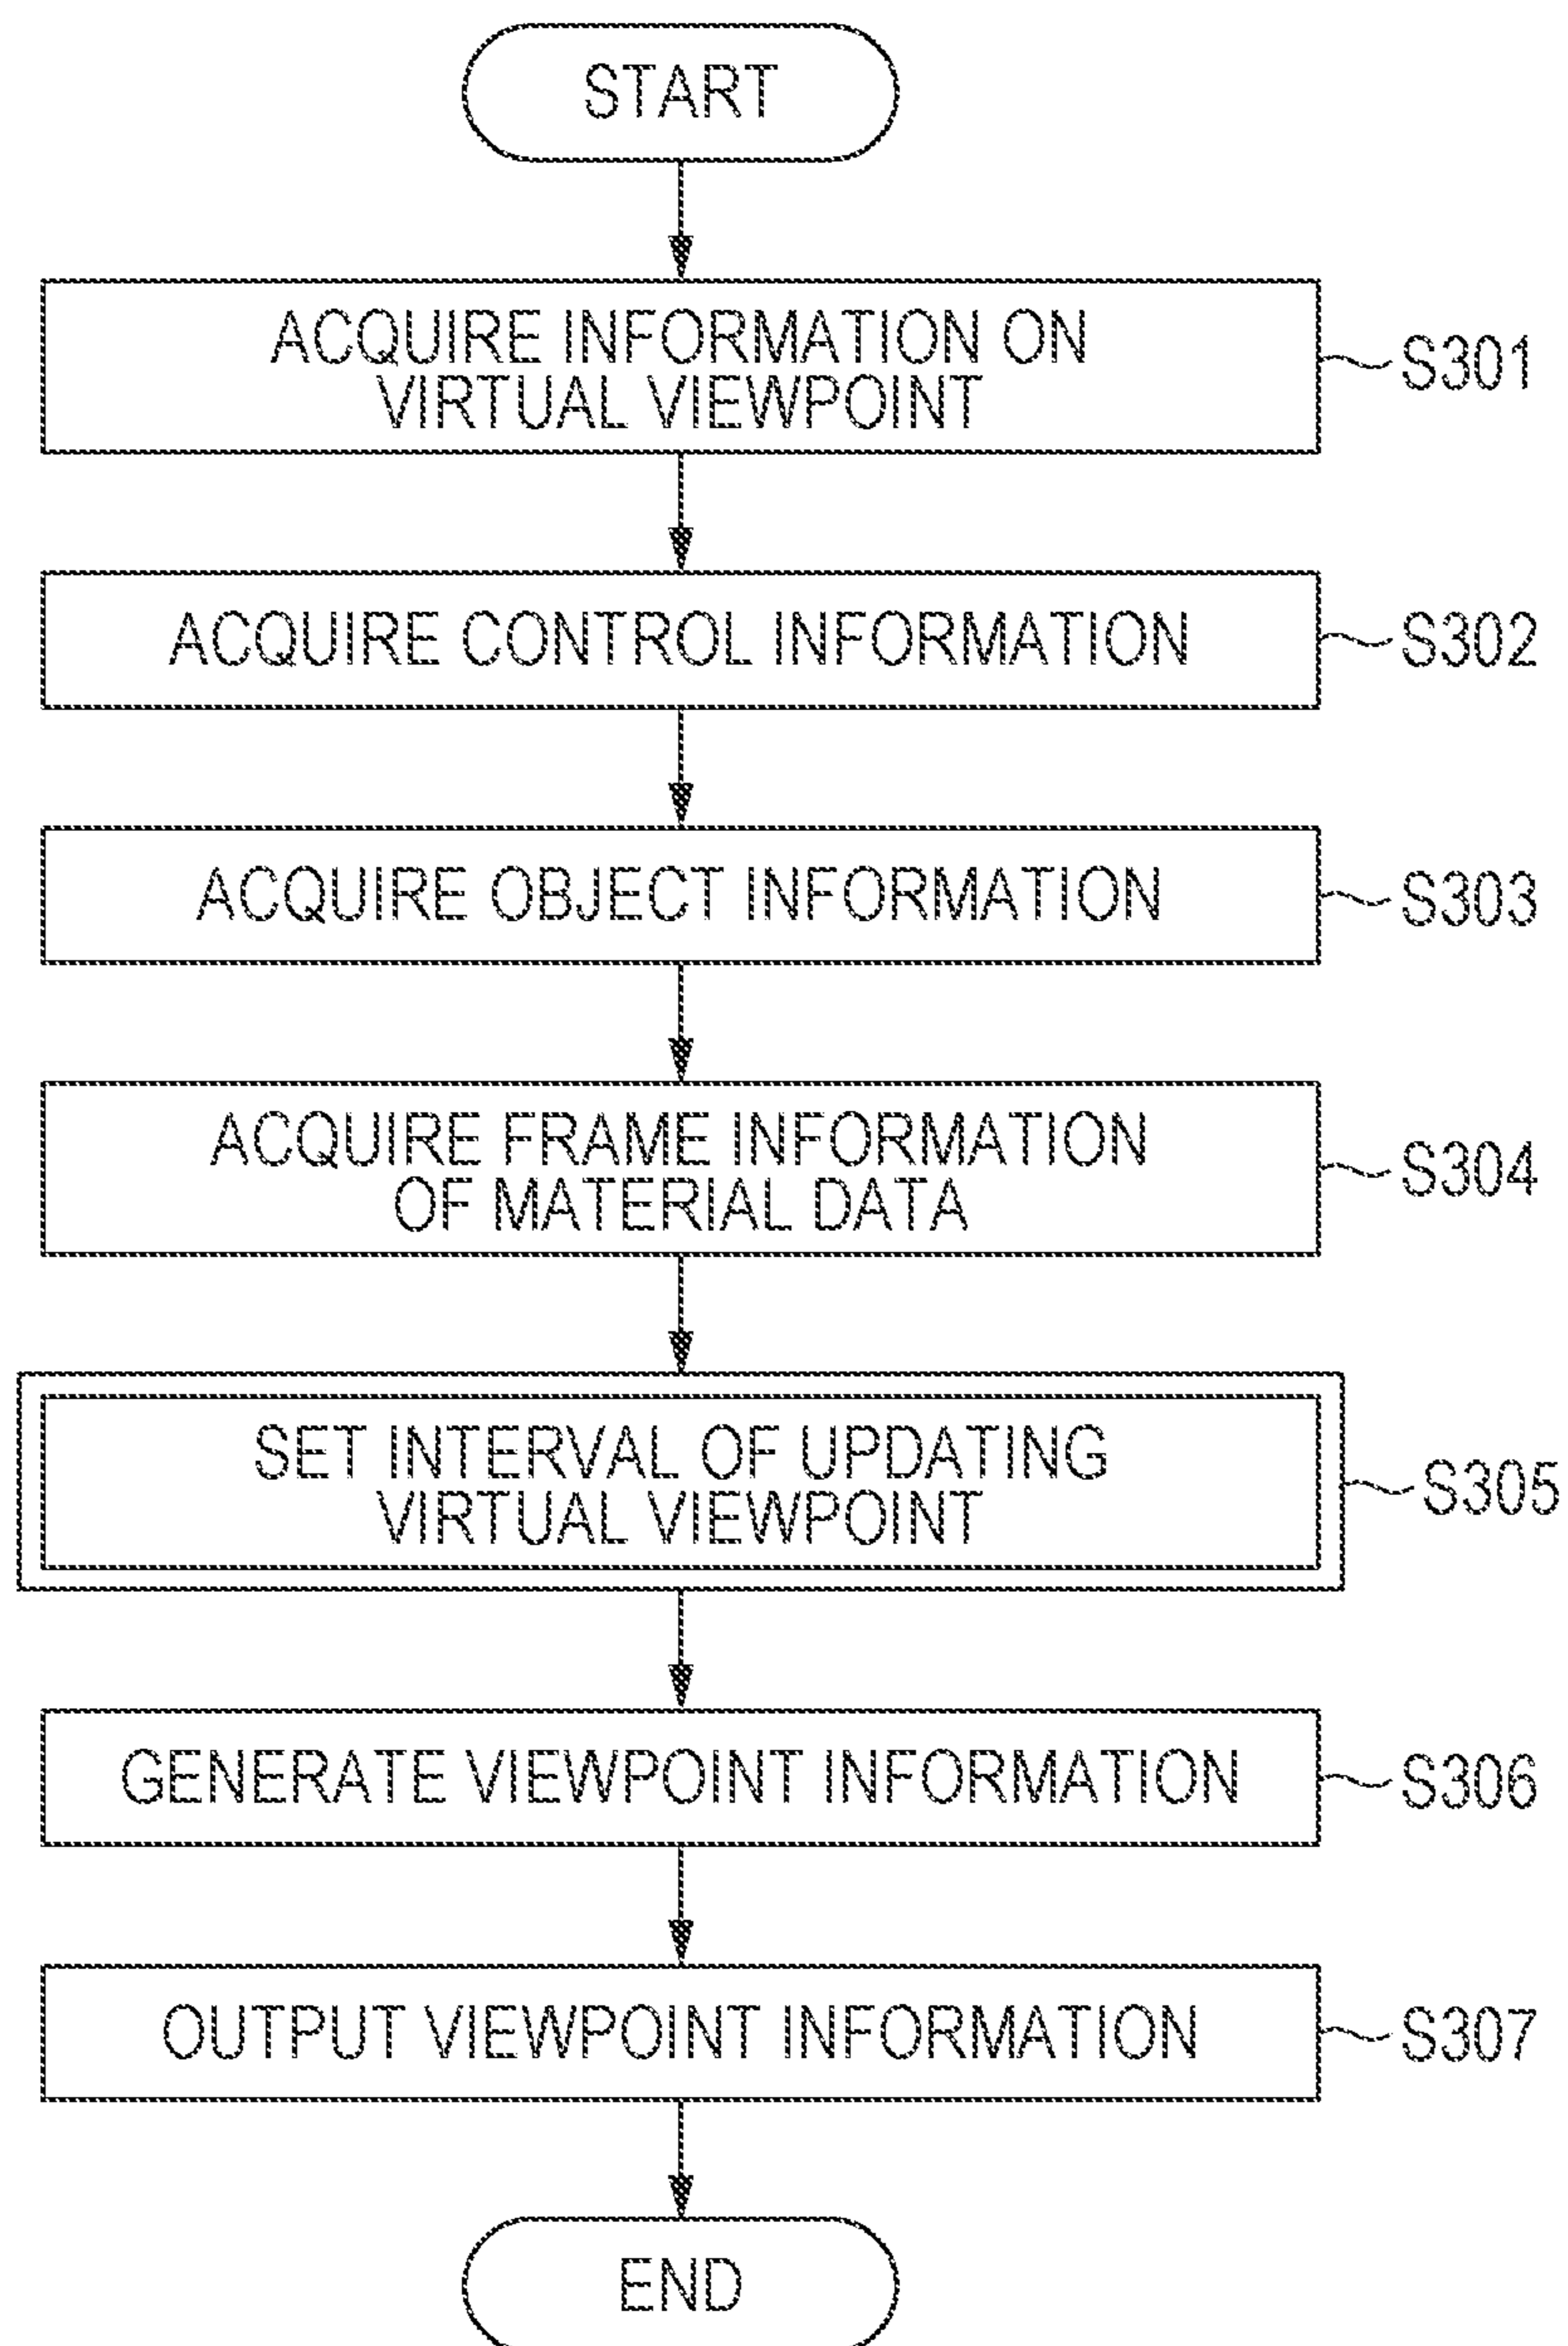 START
ACQUIRE INFORMATION ON
VIRTUAL VIEWPOINT
S301
ACQUIRE CONTROL INFORMATION
S302
ACQUIRE OBJECT INFORMATION
S303
ACQUIRE FRAME INFORMATION
OF MATERIAL DATA
S304
SET INTERVAL OF UPDATING
VIRTUAL VIEWPOINT
S305
GENERATE VIEWPOINT INFORMATION
S306
OUTPUT VIEWPOINT INFORMATION
S307
END